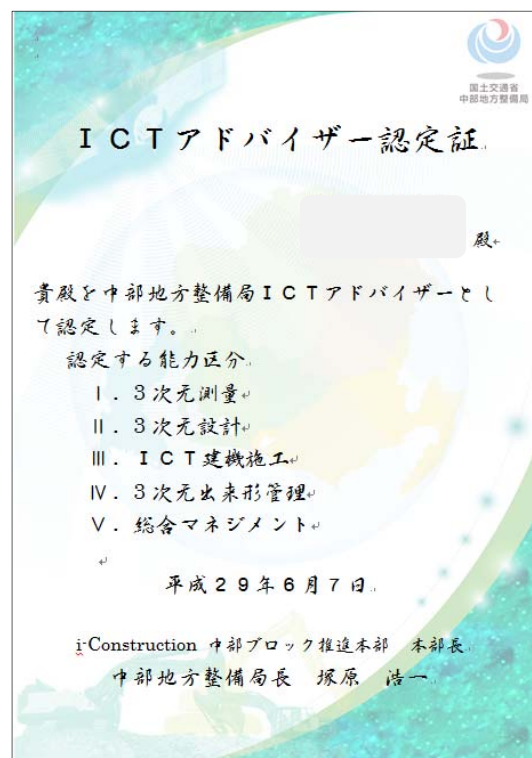 国土交通省
中部地方整備局
ＩＣＴアドバイザー認定証
殿
貴殿を中部地方整備局ＩＣＴアドバイザーとし
て認定します。
認定する能力区分
Ⅰ．３次元測量
Ⅱ．３次元設計
Ⅲ．ＩＣＴ建機施工
Ⅳ．３次元出来形管理
Ⅴ．総合マネジメント
平成２９年６月７日
i-Construction 中部ブロック推進本部　本部長
中部地方整備局長　塚原　浩一